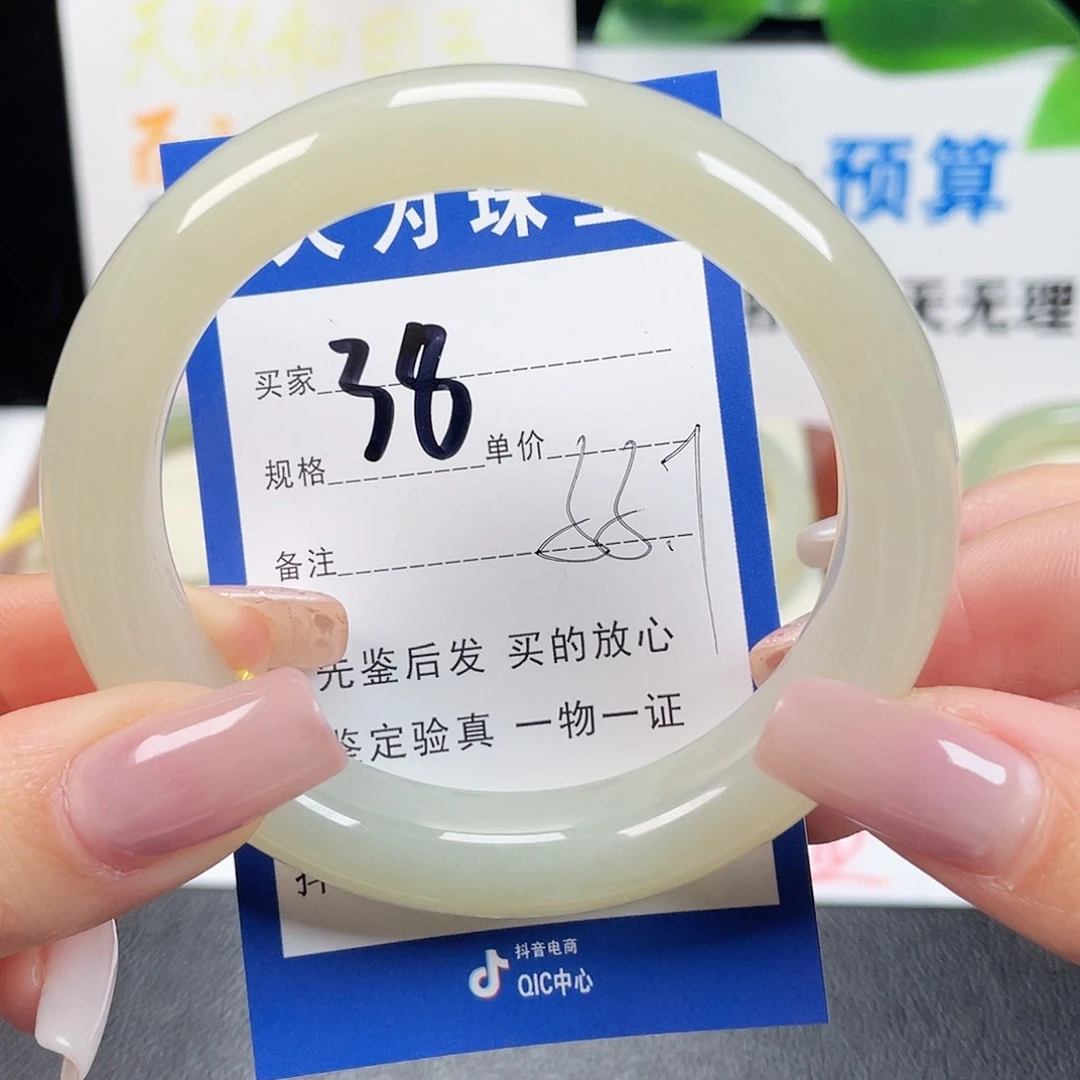 天然和田玉
预算
天无理
买家 38
规格 单价 66.1
备注
先鉴后发 买的放心
鉴定验真 一物一证
抖音电商
QIC中心